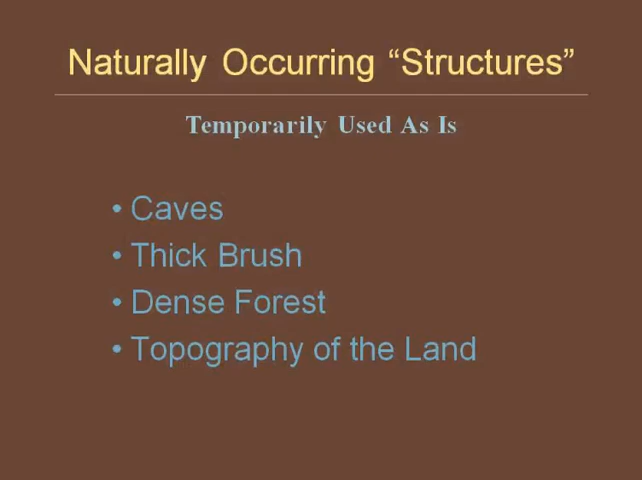 Naturally Occurring “Structures”
Temporarily Used As Is
• Caves
• Thick Brush
• Dense Forest
• Topography of the Land